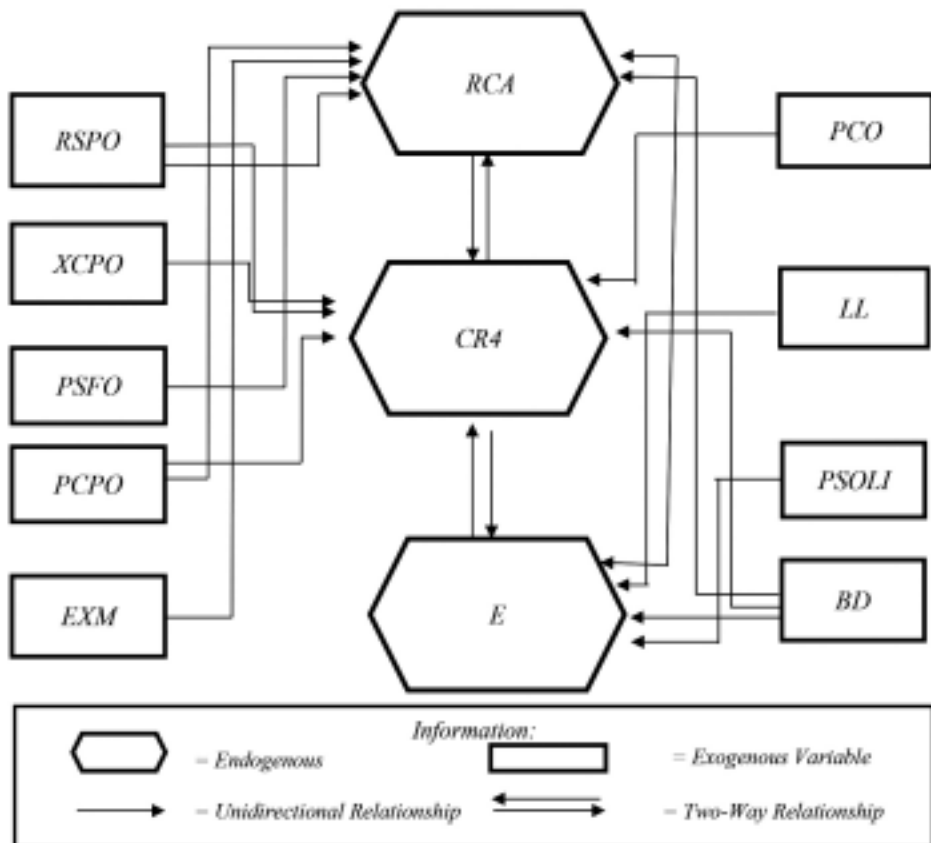 RCA
RSPO
PCO
XCPO
CR4
LL
PSFO
PCPO
PSOLI
EXM
E
BD
Information:
= Endogenous
= Exogenous Variable
= Unidirectional Relationship
= Two-Way Relationship